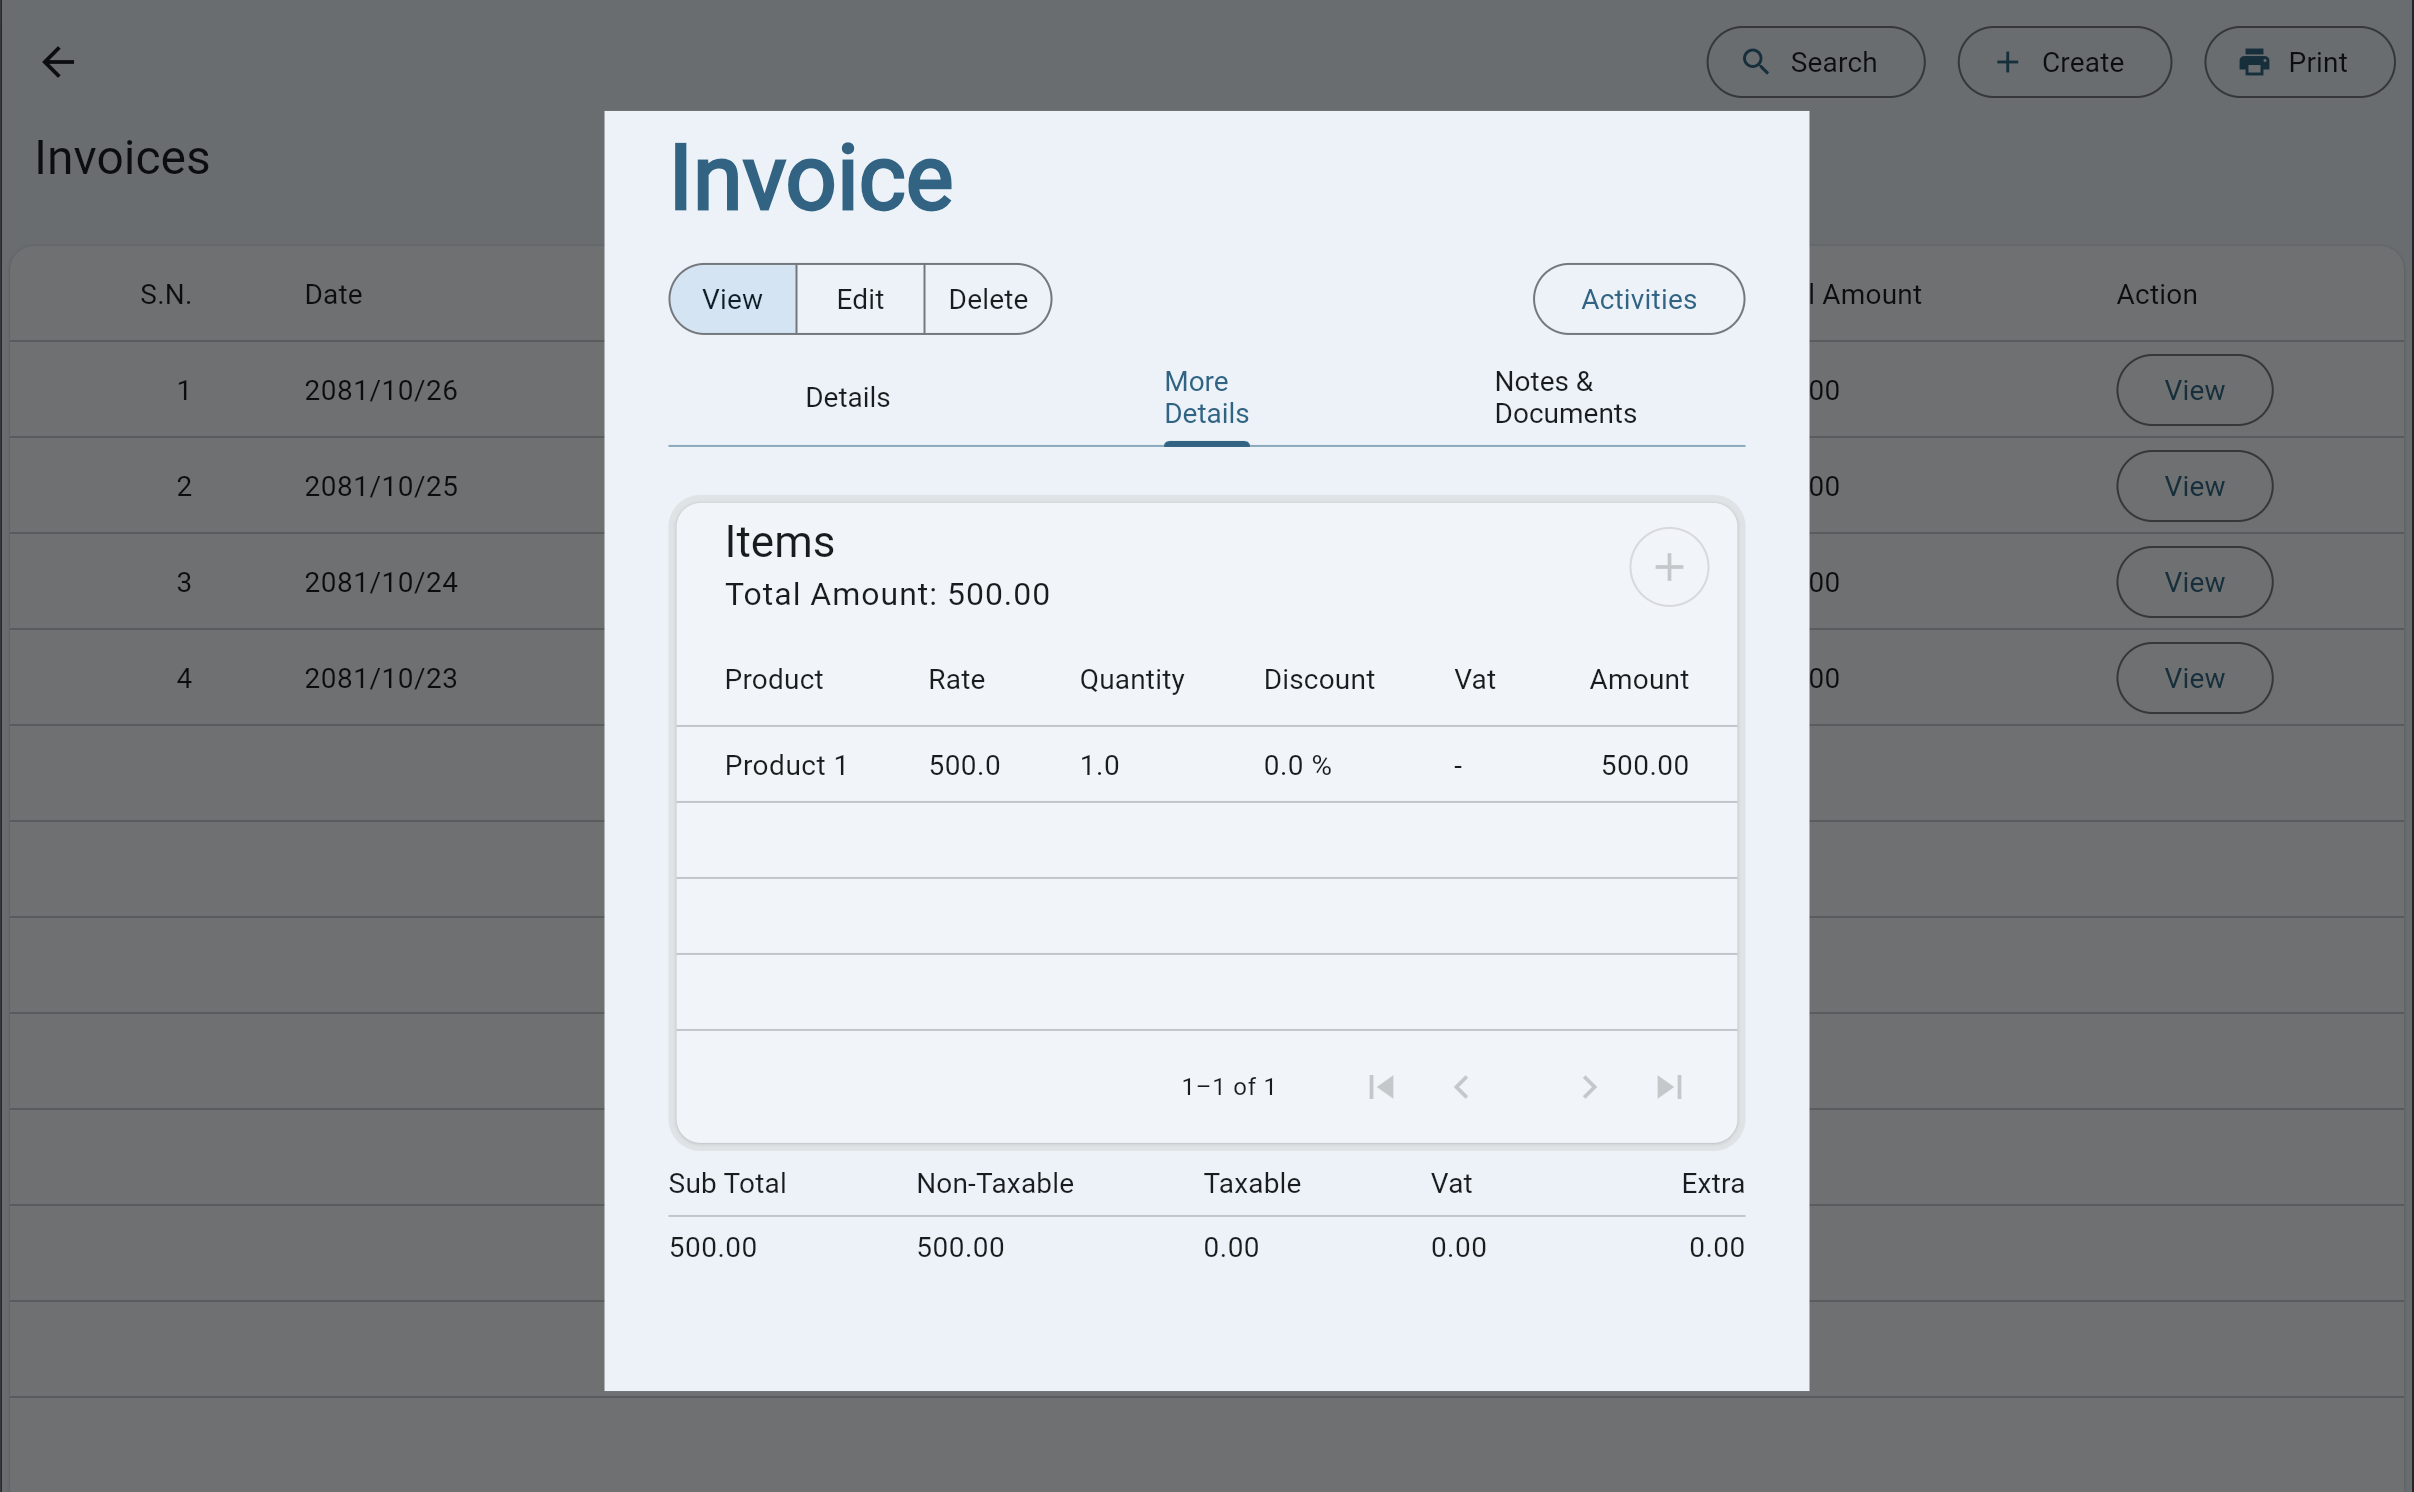 Search
Create
Print
Invoices
S.N. Date l Amount Action
1 2081/10/26 00 View
2 2081/10/25 00 View
3 2081/10/24 00 View
4 2081/10/23 00 View
Invoice
View Edit Delete Activities
Details
More
Details
Notes &
Documents
Items
Total Amount: 500.00
Product Rate Quantity Discount Vat Amount
Product 1 500.0 1.0 0.0 % - 500.00
1–1 of 1
Sub Total Non-Taxable Taxable Vat Extra
500.00 500.00 0.00 0.00 0.00